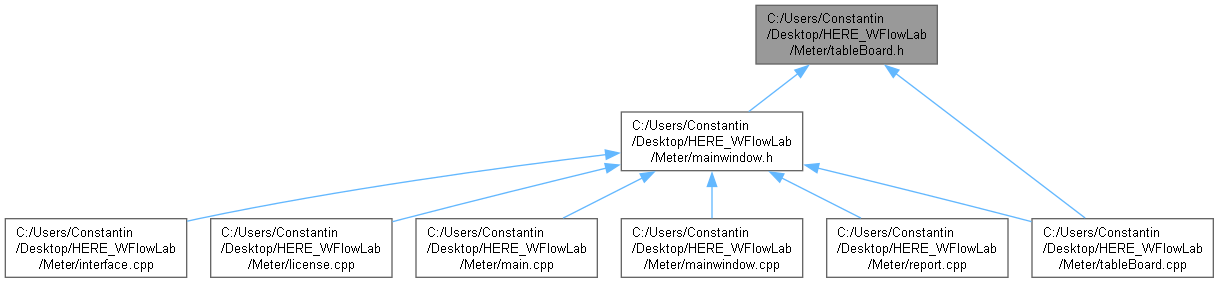 C:/Users/Constantin
/Desktop/HERE_WFlowLab
/Meter/tableBoard.h
C:/Users/Constantin
/Desktop/HERE_WFlowLab
/Meter/mainwindow.h
C:/Users/Constantin
/Desktop/HERE_WFlowLab
/Meter/interface.cpp
C:/Users/Constantin
/Desktop/HERE_WFlowLab
/Meter/license.cpp
C:/Users/Constantin
/Desktop/HERE_WFlowLab
/Meter/main.cpp
C:/Users/Constantin
/Desktop/HERE_WFlowLab
/Meter/mainwindow.cpp
C:/Users/Constantin
/Desktop/HERE_WFlowLab
/Meter/report.cpp
C:/Users/Constantin
/Desktop/HERE_WFlowLab
/Meter/tableBoard.cpp